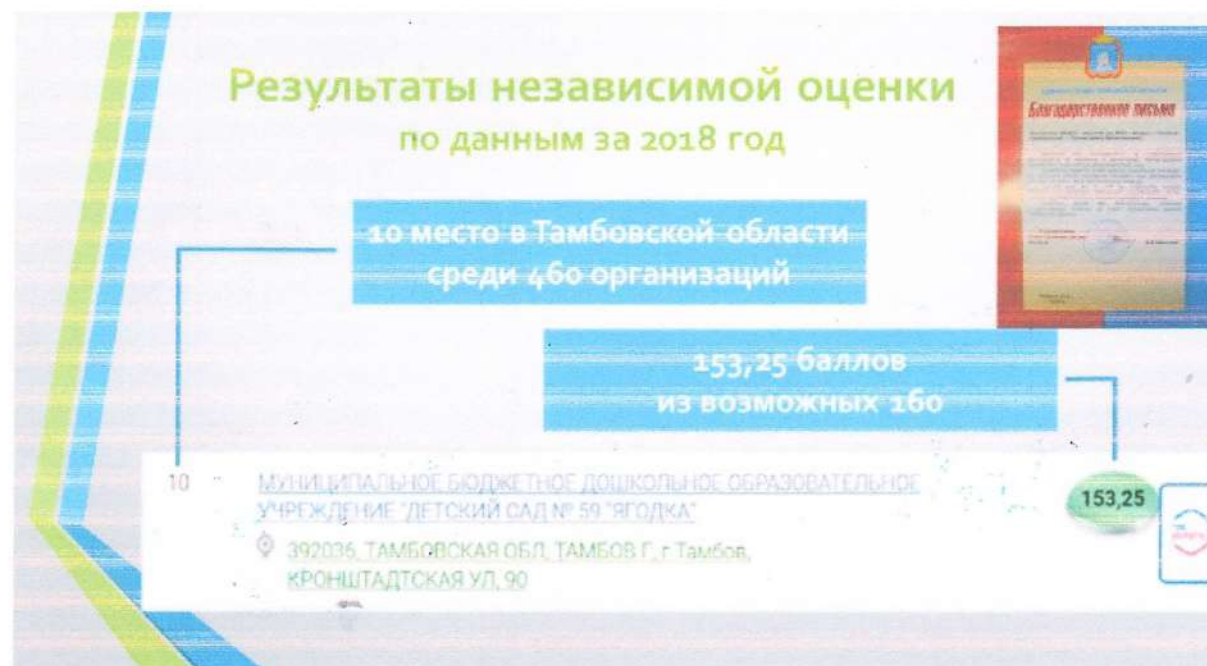 Результаты независимой оценки
по данным за 2018 год
Благодарственное письмо
10 место в Тамбовской области
среди 460 организаций
153,25 баллов
из возможных 160
10
МУНИЦИПАЛЬНОЕ БЮДЖЕТНОЕ ДОШКОЛЬНОЕ ОБРАЗОВАТЕЛЬНОЕ
УЧРЕЖДЕНИЕ "ДЕТСКИЙ САД № 59 "ЯГОДКА"
392036, ТАМБОВСКАЯ ОБЛ, ТАМБОВ Г, г Тамбов,
КРОНШТАДТСКАЯ УЛ, 90
153,25